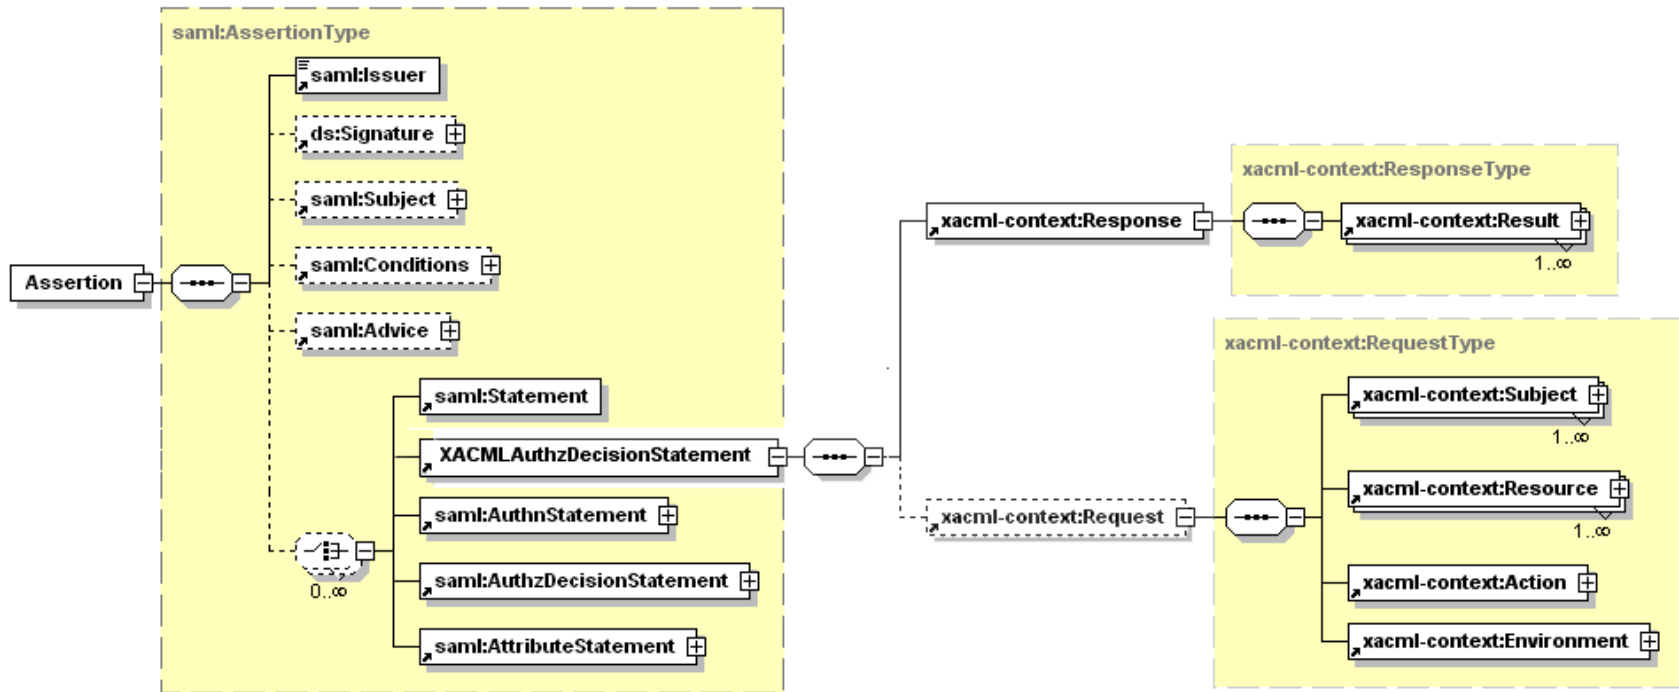 saml:AssertionType
saml:Issuer
ds:Signature
saml:Subject
saml:Conditions
Assertion
saml:Advice
saml:Statement
XACMLAuthzDecisionStatement
saml:AuthnStatement
saml:AuthzDecisionStatement
0..∞
saml:AttributeStatement
xacml-context:ResponseType
xacml-context:Response
xacml-context:Result
1..∞
xacml-context:RequestType
xacml-context:Subject
1..∞
xacml-context:Request
xacml-context:Resource
1..∞
xacml-context:Action
xacml-context:Environment